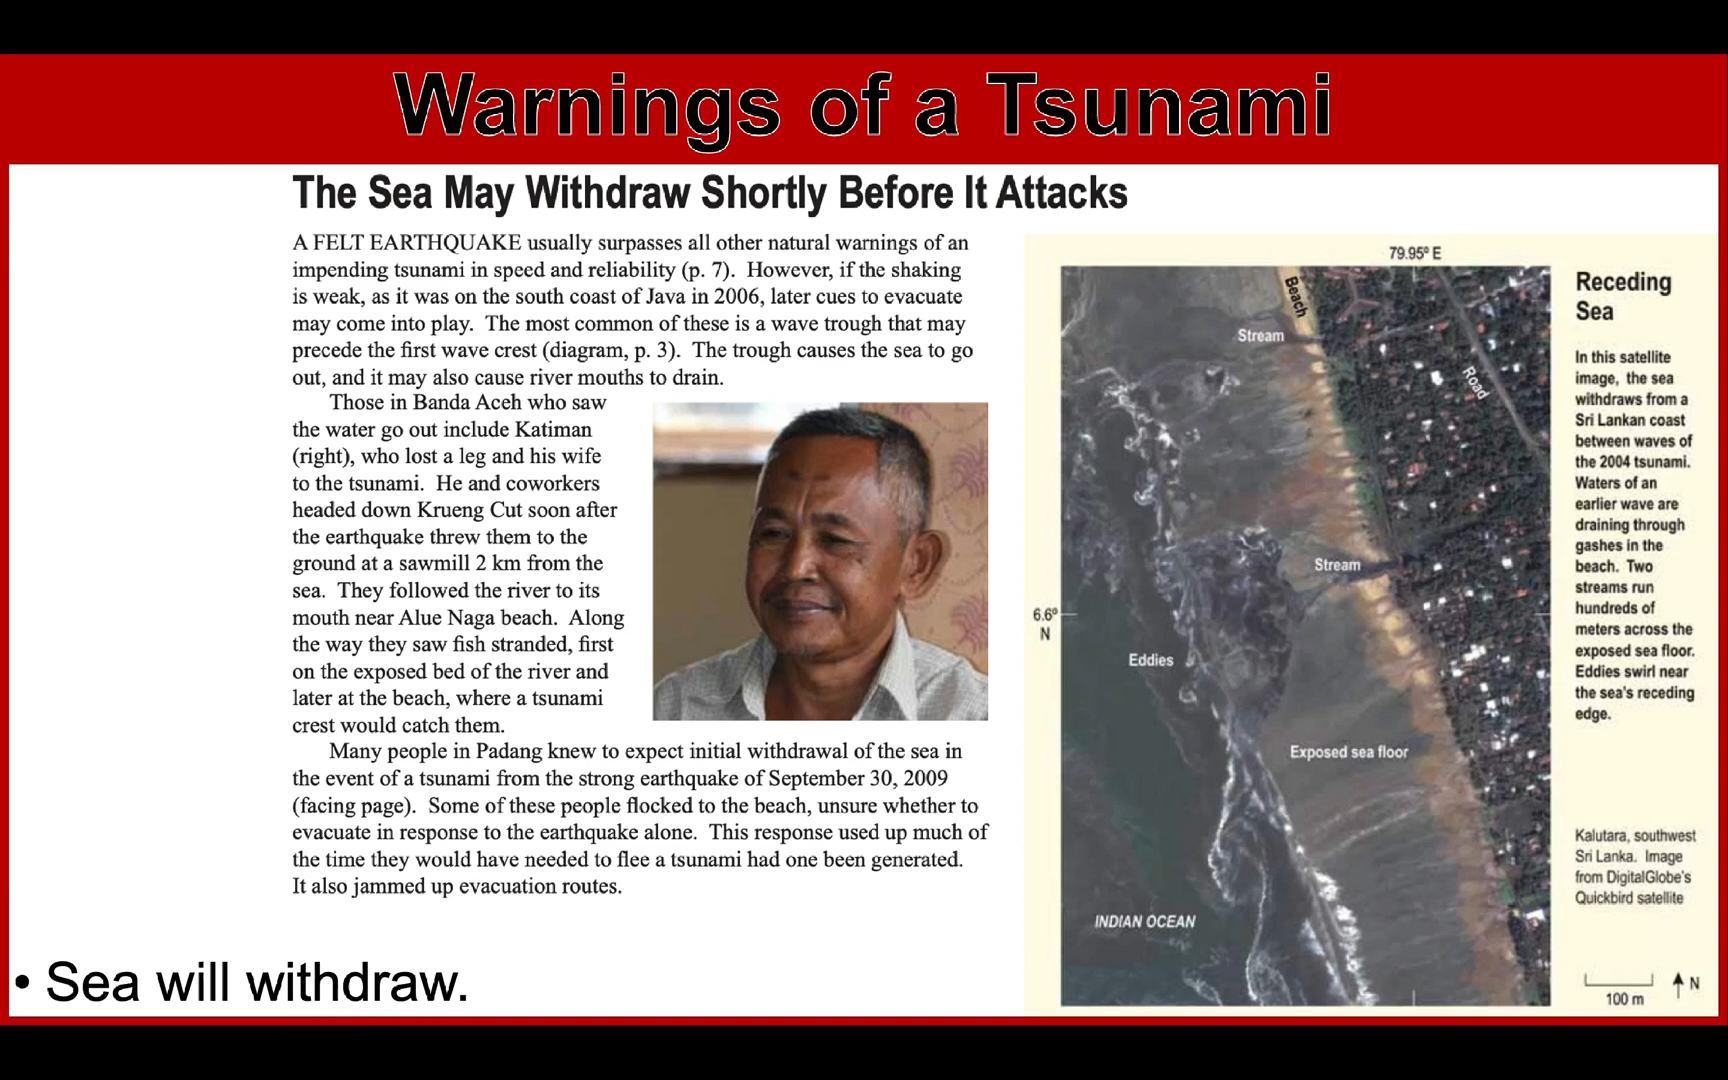 Warnings of a Tsunami
The Sea May Withdraw Shortly Before It Attacks
A FELT EARTHQUAKE usually surpasses all other natural warnings of an
impending tsunami in speed and reliability (p. 7). However, if the shaking
is weak, as it was on the south coast of Java in 2006, later cues to evacuate
may come into play. The most common of these is a wave trough that may
precede the first wave crest (diagram, p. 3). The trough causes the sea to go
out, and it may also cause river mouths to drain.
Those in Banda Aceh who saw
the water go out include Katiman
(right), who lost a leg and his wife
to the tsunami. He and coworkers
headed down Krueng Cut soon after
the earthquake threw them to the
ground at a sawmill 2 km from the
sea. They followed the river to its
mouth near Alue Naga beach. Along
the way they saw fish stranded, first
on the exposed bed of the river and
later at the beach, where a tsunami
crest would catch them.
Many people in Padang knew to expect initial withdrawal of the sea in
the event of a tsunami from the strong earthquake of September 30, 2009
(facing page). Some of these people flocked to the beach, unsure whether to
evacuate in response to the earthquake alone. This response used up much of
the time they would have needed to flee a tsunami had one been generated.
It also jammed up evacuation routes.
• Sea will withdraw.
79.95° E
Beach
Stream
Road
Stream
6.6°
N
Eddies
Exposed sea floor
INDIAN OCEAN
Receding
Sea
In this satellite
image, the sea
withdraws from a
Sri Lankan coast
between waves of
the 2004 tsunami.
Waters of an
earlier wave are
draining through
gashes in the
beach. Two
streams run
hundreds of
meters across the
exposed sea floor.
Eddies swirl near
the sea's receding
edge.
Kalutara, southwest
Sri Lanka. Image
from DigitalGlobe's
Quickbird satellite
100 m
N